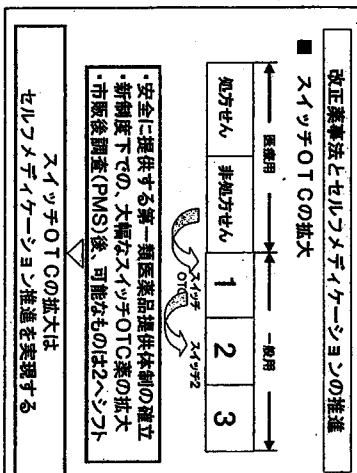 改正薬事法とセルフメディケーションの推進
■ スイッチOTCの拡大
医療用
一般用
処方せん
非処方せん
1
2
3
スイッチ
OTC
スイッチ2
・安全に提供する第一類医薬品提供体制の確立
・新制度下での、大幅なスイッチOTC薬の拡大
・市販後調査(PMS)後、可能なものは2へシフト
スイッチOTCの拡大は
セルフメディケーション推進を実現する